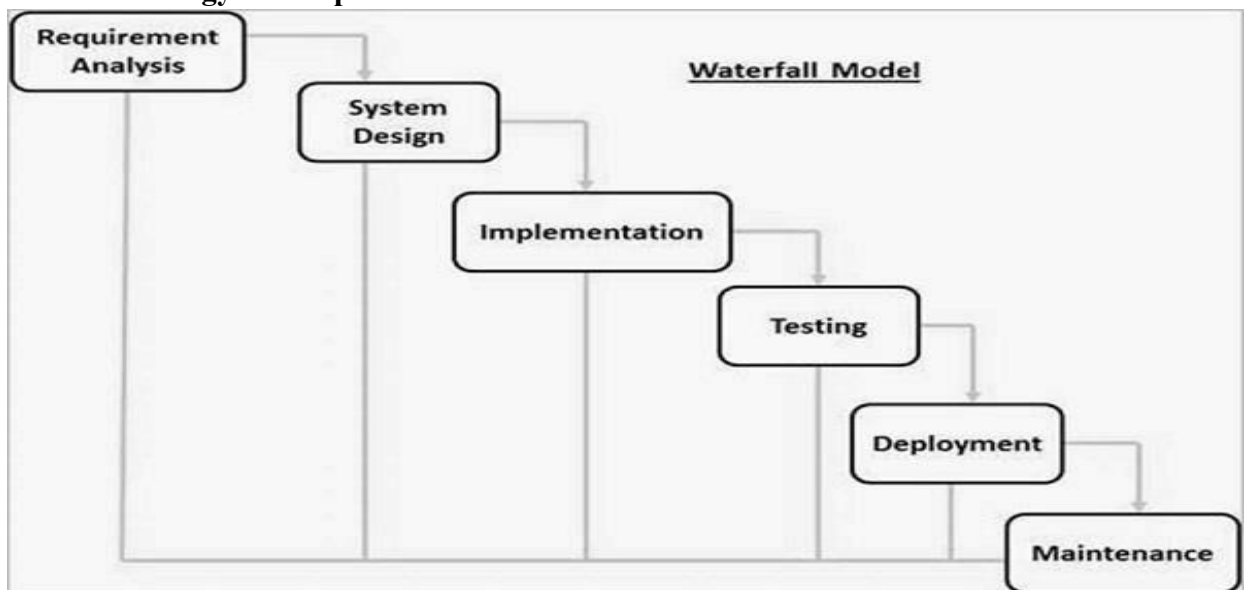 Requirement
Analysis
Waterfall Model
System
Design
Implementation
Testing
Deployment
Maintenance